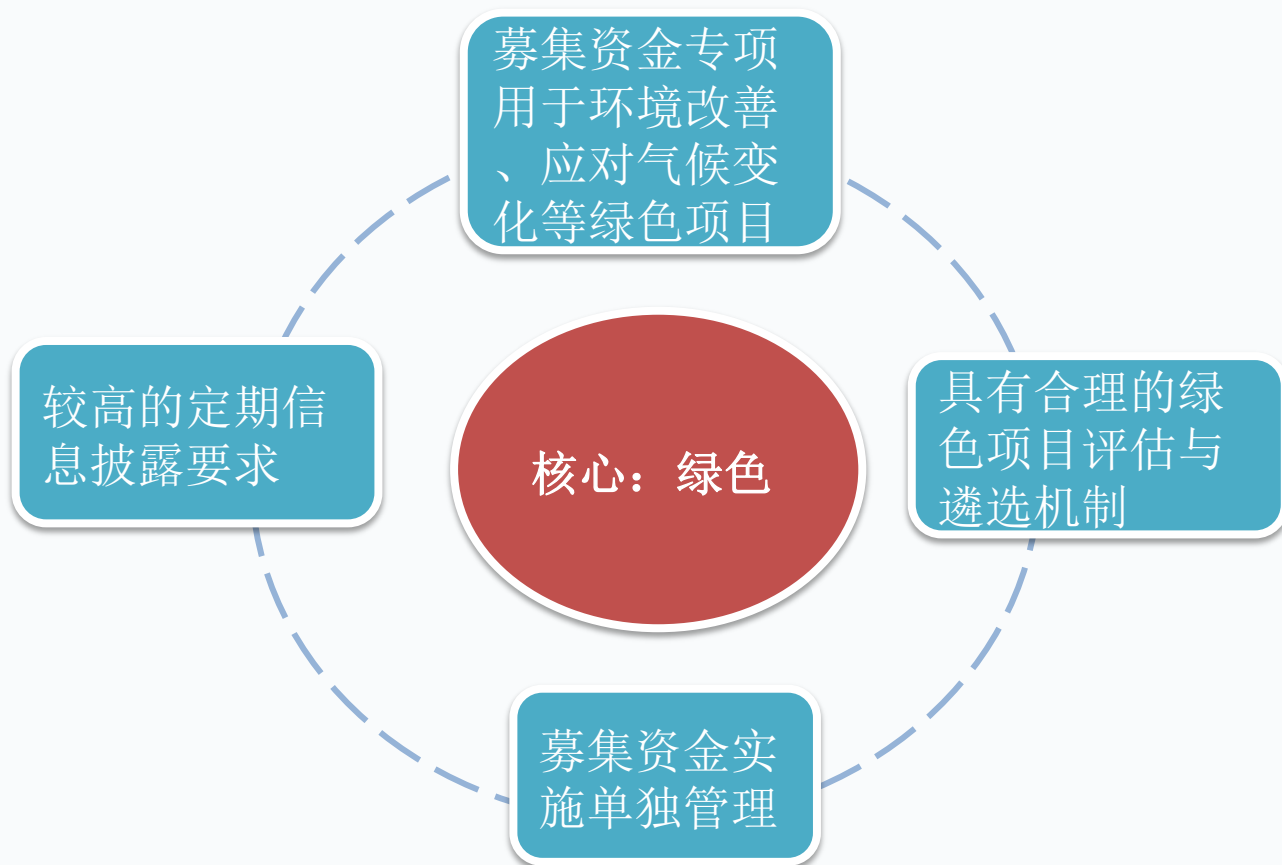 募集资金专项
用于环境改善
、应对气候变
化等绿色项目
较高的定期信
息披露要求
核心：绿色
具有合理的绿
色项目评估与
遴选机制
募集资金实
施单独管理